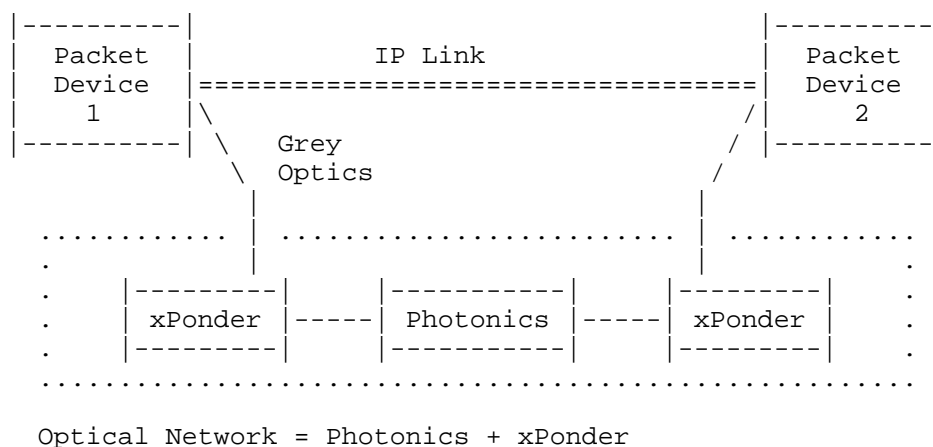 Packet IP Link Packet
Device Device
1 2
Grey
Optics
xPonder Photonics xPonder
Optical Network = Photonics + xPonder